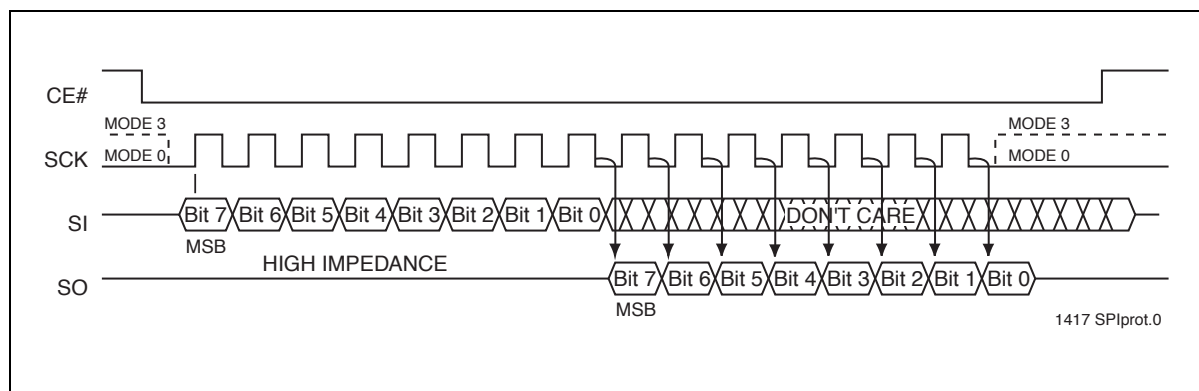 CE#
MODE 3 MODE 3
SCK MODE 0 MODE 0
SI Bit 7 Bit 6 Bit 5 Bit 4 Bit 3 Bit 2 Bit 1 Bit 0 DON'T CARE
MSB
HIGH IMPEDANCE
SO Bit 7 Bit 6 Bit 5 Bit 4 Bit 3 Bit 2 Bit 1 Bit 0
MSB
1417 SPIprot.0